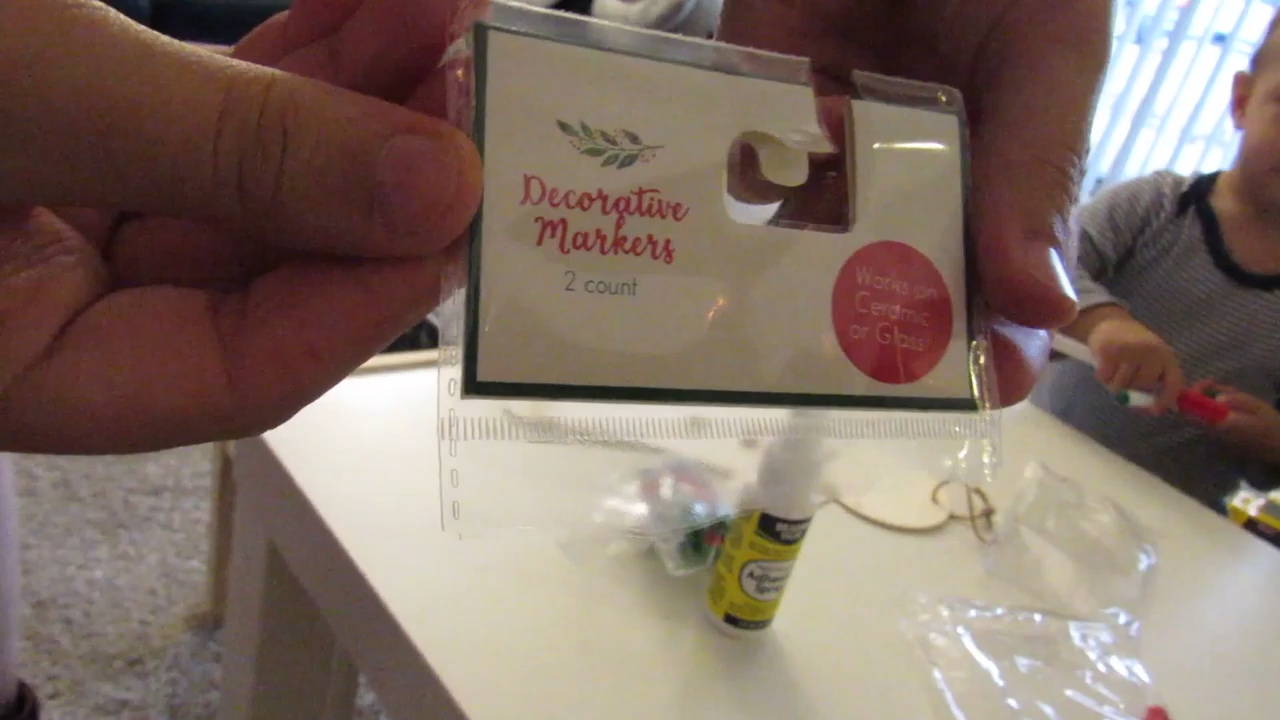 Decorative
Markers
2 count
Works on
Ceramic
or Glass!